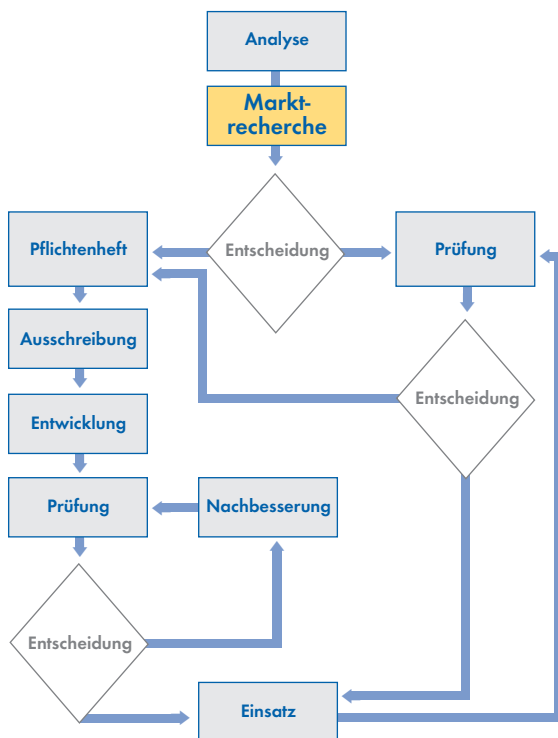 Analyse
Markt-
recherche
Entscheidung
Pflichtenheft
Prüfung
Ausschreibung
Entscheidung
Entwicklung
Prüfung
Nachbesserung
Entscheidung
Einsatz